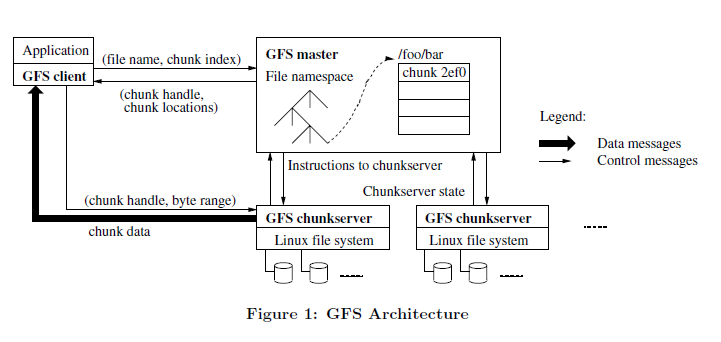 Application
GFS client
(file name, chunk index)
(chunk handle,
chunk locations)
GFS master
File namespace
/foo/bar
chunk 2ef0
Legend:
Data messages
Control messages
Instructions to chunkserver
Chunkserver state
(chunk handle, byte range)
chunk data
GFS chunkserver
Linux file system
GFS chunkserver
Linux file system
Figure 1: GFS Architecture